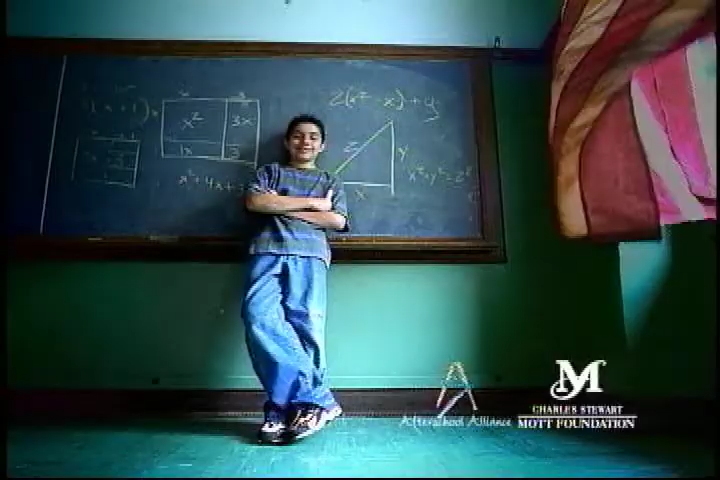 2(x² - x) + y
x²
3x
1x
3
z
y
x
x² + y² = z²
x² + 4x + 3
Afterschool Alliance
M
CHARLES STEWART
MOTT FOUNDATION